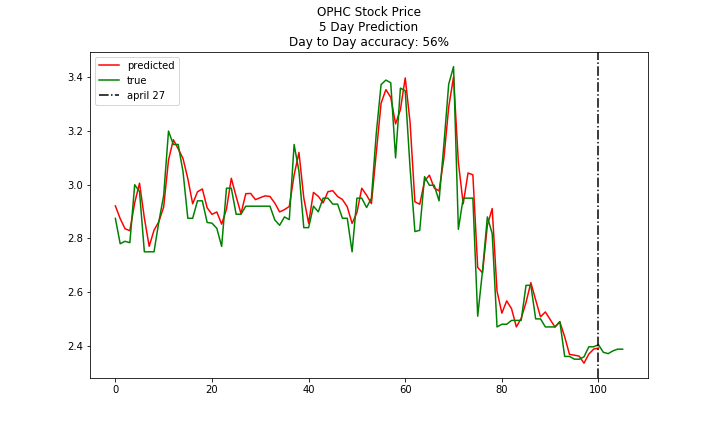 OPHC Stock Price
5 Day Prediction
Day to Day accuracy: 56%
predicted
true
april 27
3.4
3.2
3.0
2.8
2.6
2.4
0 20 40 60 80 100